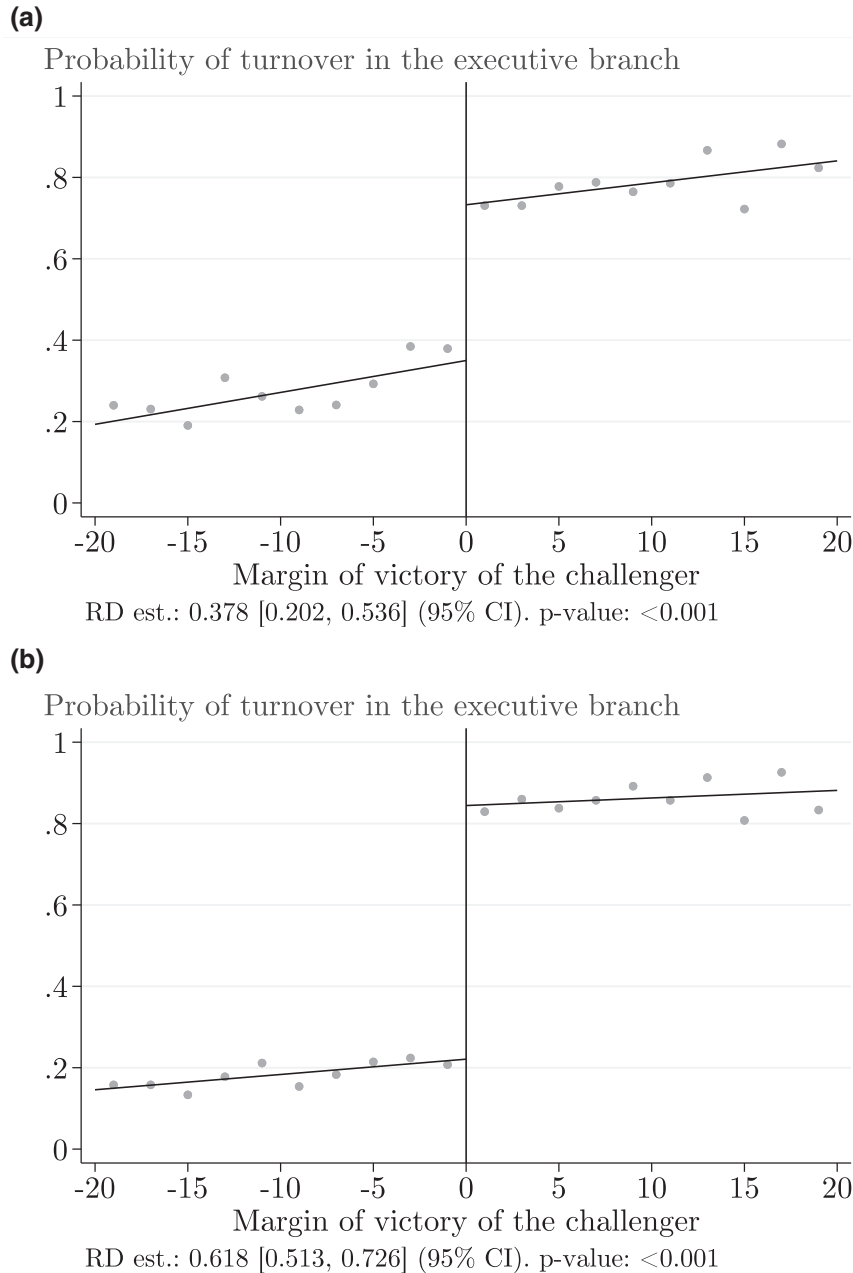 (a)
Probability of turnover in the executive branch
1
.8
.6
.4
.2
0
-20 -15 -10 -5 0 5 10 15 20
Margin of victory of the challenger
RD est.: 0.378 [0.202, 0.536] (95% CI). p-value: <0.001
(b)
Probability of turnover in the executive branch
1
.8
.6
.4
.2
0
-20 -15 -10 -5 0 5 10 15 20
Margin of victory of the challenger
RD est.: 0.618 [0.513, 0.726] (95% CI). p-value: <0.001